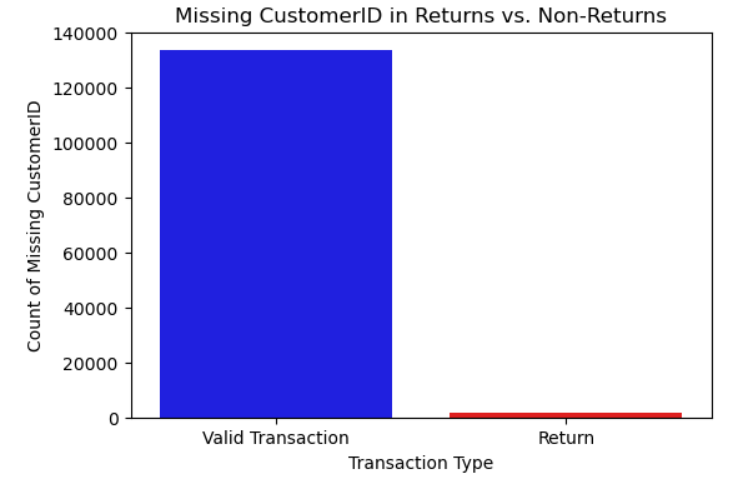 Missing CustomerID in Returns vs. Non-Returns
140000
120000
100000
80000
60000
40000
20000
0
Count of Missing CustomerID
Valid Transaction
Return
Transaction Type